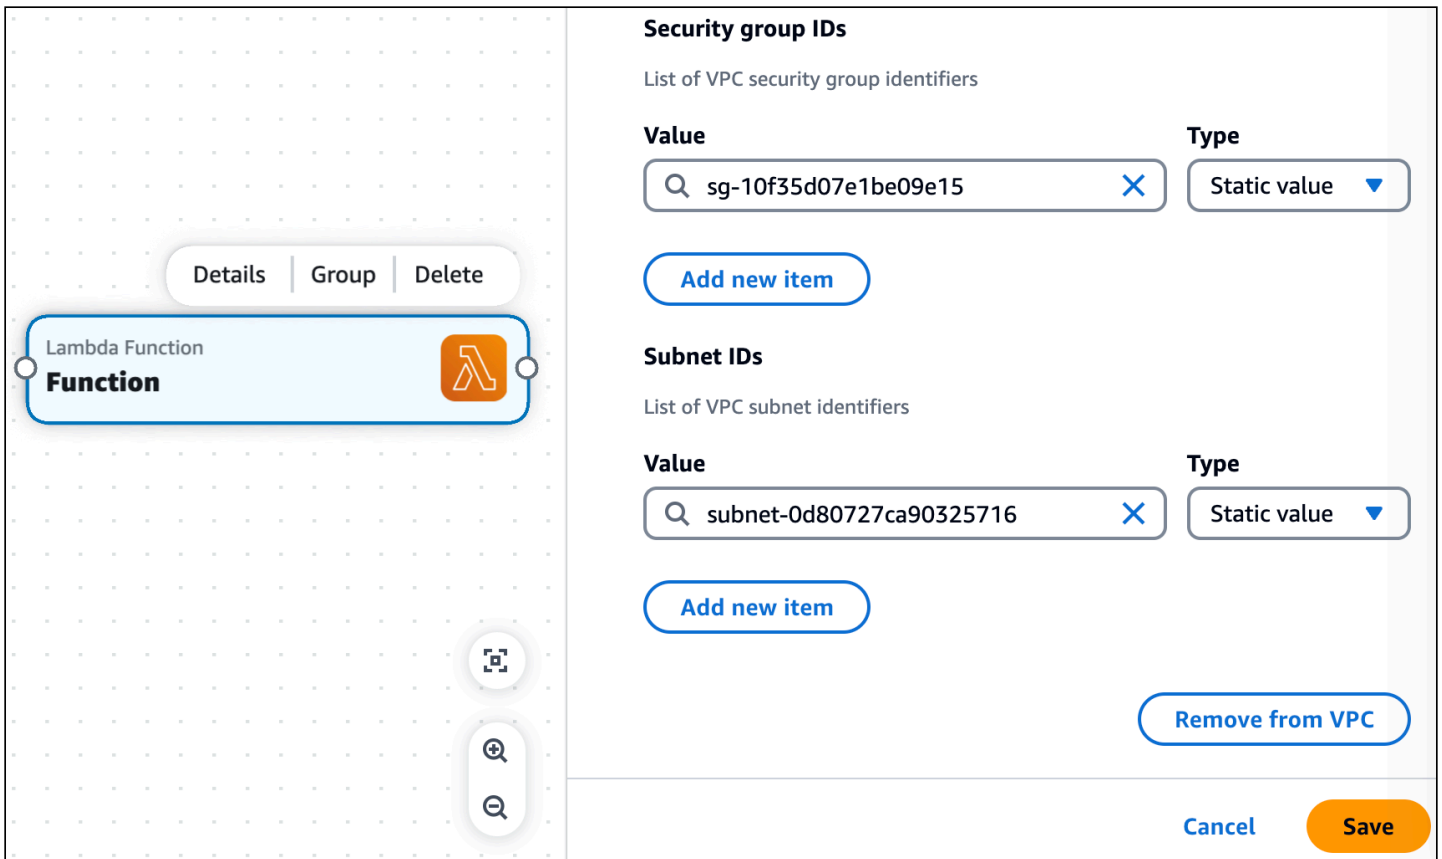 Security group IDs
List of VPC security group identifiers
Value
Type
sg-10f35d07e1be09e15
Static value
Add new item
Details
Group
Delete
Lambda Function
Function
Subnet IDs
List of VPC subnet identifiers
Value
Type
subnet-0d80727ca90325716
Static value
Add new item
Remove from VPC
Cancel
Save